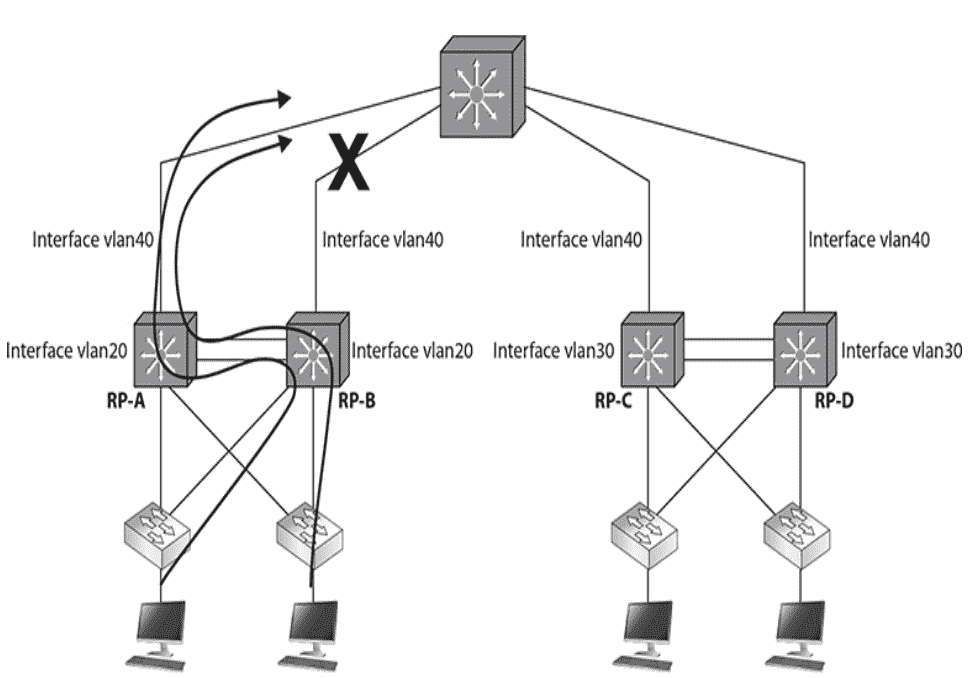 X
Interface vlan40
Interface vlan40
Interface vlan40
Interface vlan40
Interface vlan20
Interface vlan20
Interface vlan30
Interface vlan30
RP-A
RP-B
RP-C
RP-D